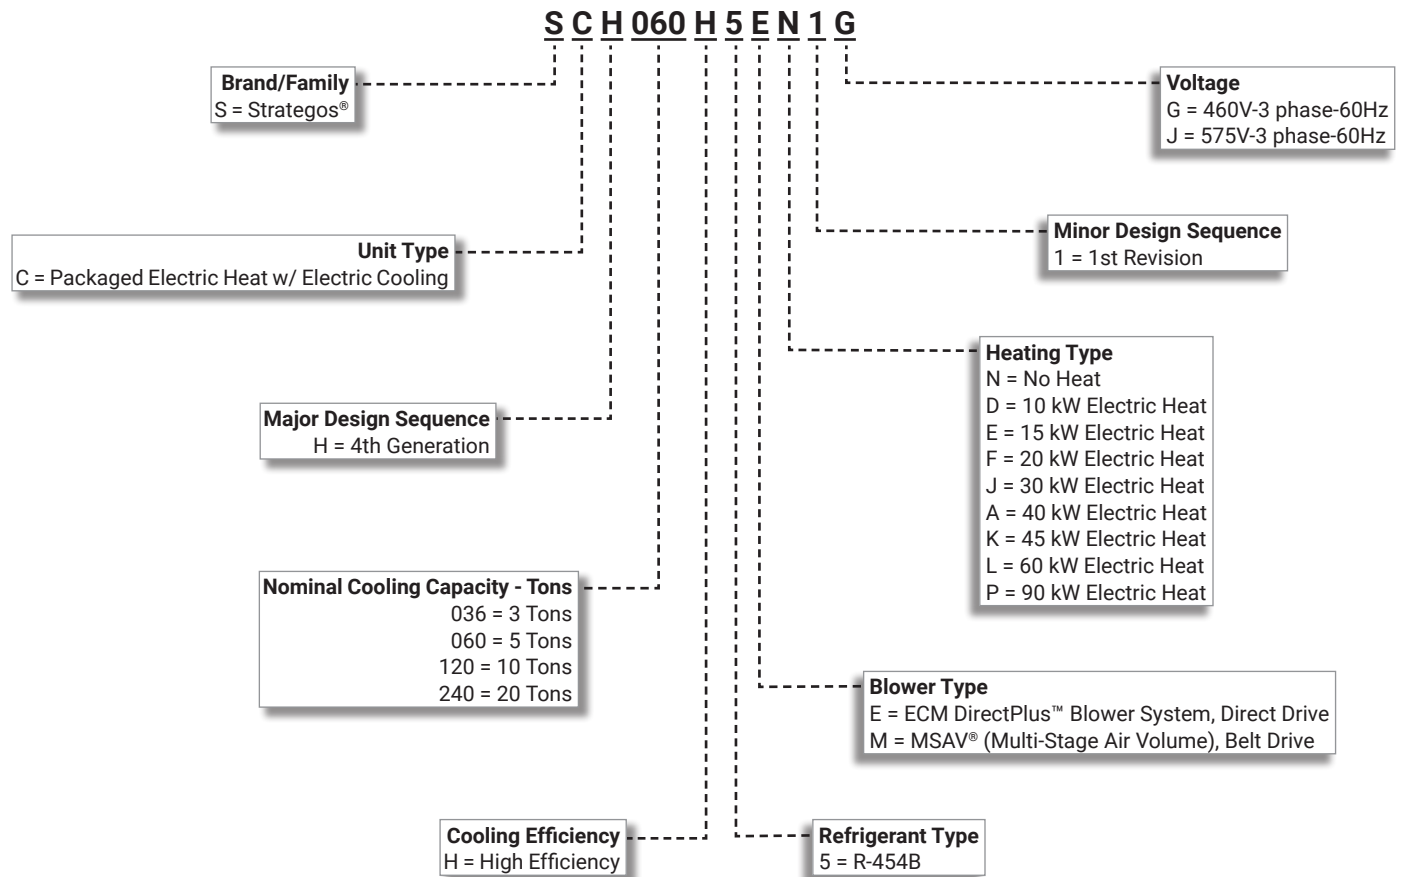 S C H 060 H 5 E N 1 G
Brand/Family
S = Strategos®
Voltage
G = 460V-3 phase-60Hz
J = 575V-3 phase-60Hz
Unit Type
C = Packaged Electric Heat w/ Electric Cooling
Minor Design Sequence
1 = 1st Revision
Major Design Sequence
H = 4th Generation
Heating Type
N = No Heat
D = 10 kW Electric Heat
E = 15 kW Electric Heat
F = 20 kW Electric Heat
J = 30 kW Electric Heat
A = 40 kW Electric Heat
K = 45 kW Electric Heat
L = 60 kW Electric Heat
P = 90 kW Electric Heat
Nominal Cooling Capacity - Tons
036 = 3 Tons
060 = 5 Tons
120 = 10 Tons
240 = 20 Tons
Blower Type
E = ECM DirectPlus™ Blower System, Direct Drive
M = MSAV® (Multi-Stage Air Volume), Belt Drive
Cooling Efficiency
H = High Efficiency
Refrigerant Type
5 = R-454B